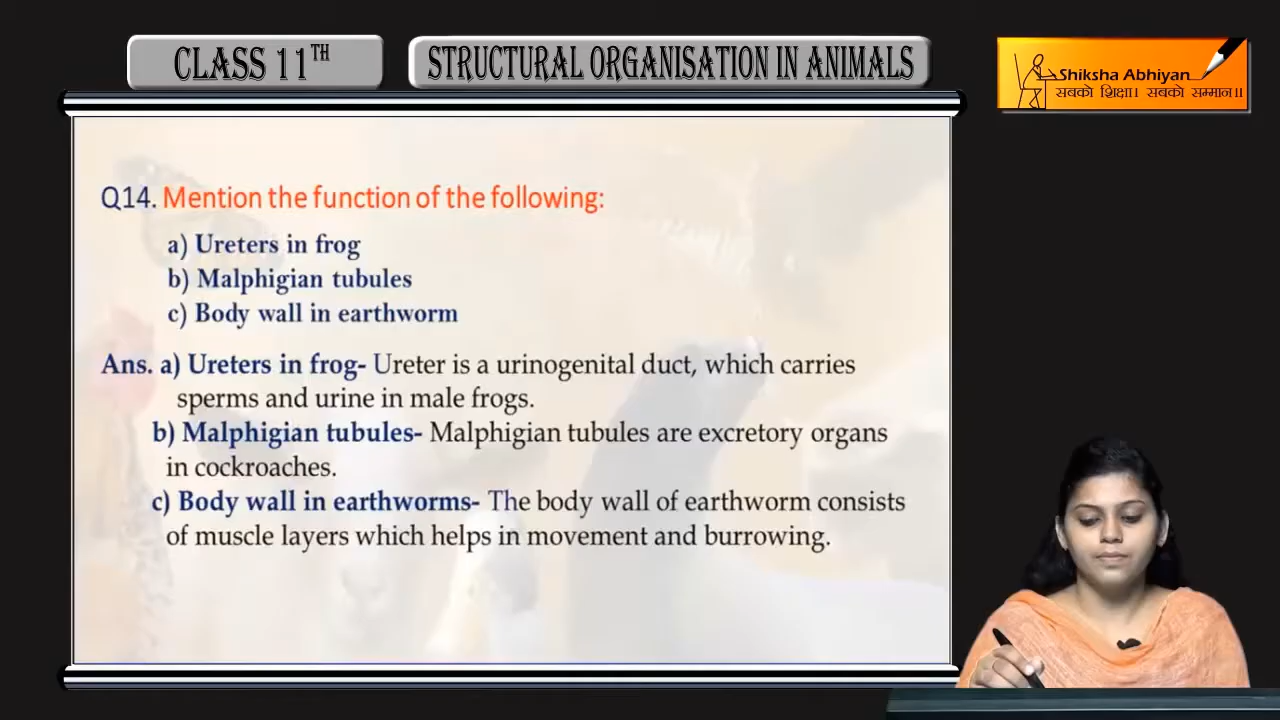 CLASS 11TH
STRUCTURAL ORGANISATION IN ANIMALS
Shiksha Abhiyan
सबको शिक्षा। सबको सम्मान॥
Q14. Mention the function of the following:
a) Ureters in frog
b) Malphigian tubules
c) Body wall in earthworm
Ans. a) Ureters in frog- Ureter is a urinogenital duct, which carries
sperms and urine in male frogs.
b) Malphigian tubules- Malphigian tubules are excretory organs
in cockroaches.
c) Body wall in earthworms- The body wall of earthworm consists
of muscle layers which helps in movement and burrowing.